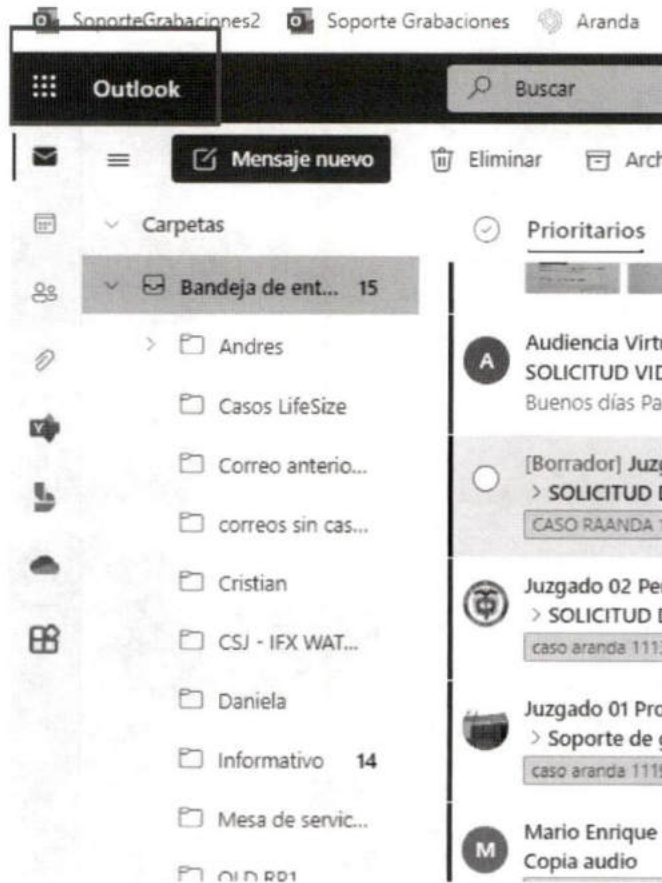 SoporteGrabaciones2 Soporte Grabaciones Aranda
Outlook
Buscar
Mensaje nuevo Eliminar Arch
Carpetas
Prioritarios
Bandeja de ent... 15
Andres
Casos LifeSize
Correo anterio...
correos sin cas...
Cristian
CSJ - IFX WAT...
Daniela
Informativo 14
Mesa de servic...
OLD RP1
A
Audiencia Virtu
SOLICITUD VID
Buenos días Pa
[Borrador] Juzg
> SOLICITUD D
CASO RAANDA 1
Juzgado 02 Pe
> SOLICITUD D
caso aranda 111
Juzgado 01 Pro
> Soporte de g
caso aranda 111
M
Mario Enrique
Copia audio